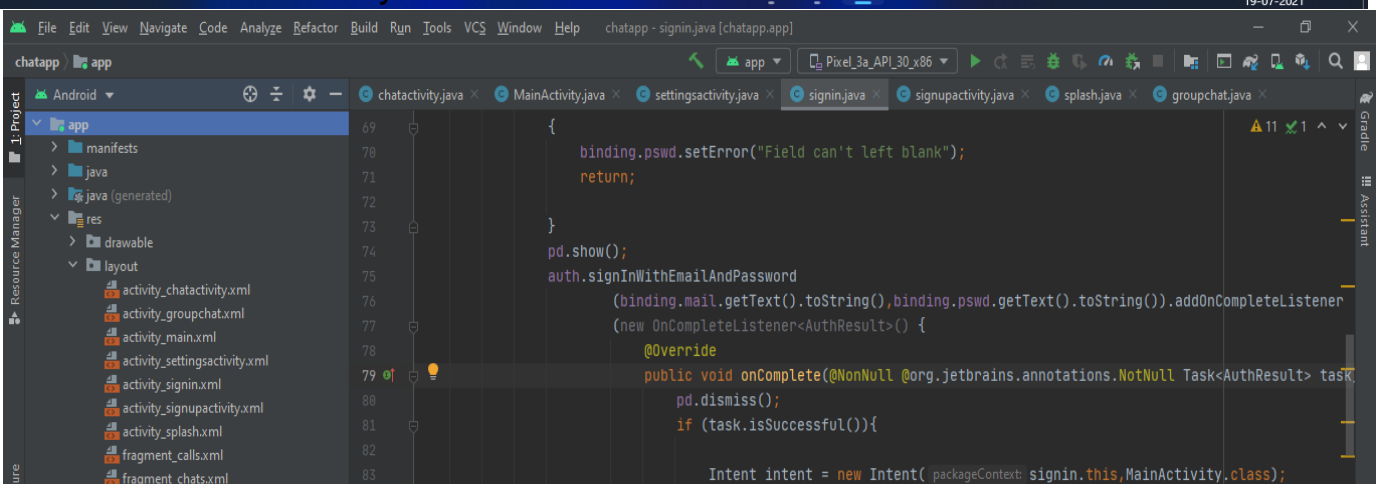 19-07-2021
File Edit View Navigate Code Analyze Refactor Build Run Tools VCS Window Help chatapp - signin.java [chatapp.app]
chatapp app
app Pixel_3a_API_30_x86
Android
chatactivity.java MainActivity.java settingsactivity.java signin.java signupactivity.java splash.java groupchat.java
1: Project
Resource Manager
Gradle
Assistant
app
manifests
java
java (generated)
res
drawable
layout
activity_chatactivity.xml
activity_groupchat.xml
activity_main.xml
activity_settingsactivity.xml
activity_signin.xml
activity_signupactivity.xml
activity_splash.xml
fragment_calls.xml
fragment_chats.xml
11 1
69 {
70 binding.pswd.setError("Field can't left blank");
71 return;
72
73 }
74 pd.show();
75 auth.signInWithEmailAndPassword
76 (binding.mail.getText().toString(),binding.pswd.getText().toString()).addOnCompleteListener
77 (new OnCompleteListener<AuthResult>() {
78 @Override
79 public void onComplete(@NonNull @org.jetbrains.annotations.NotNull Task<AuthResult> task
80 pd.dismiss();
81 if (task.isSuccessful()){
82
83 Intent intent = new Intent( packageContext: signin.this,MainActivity.class);